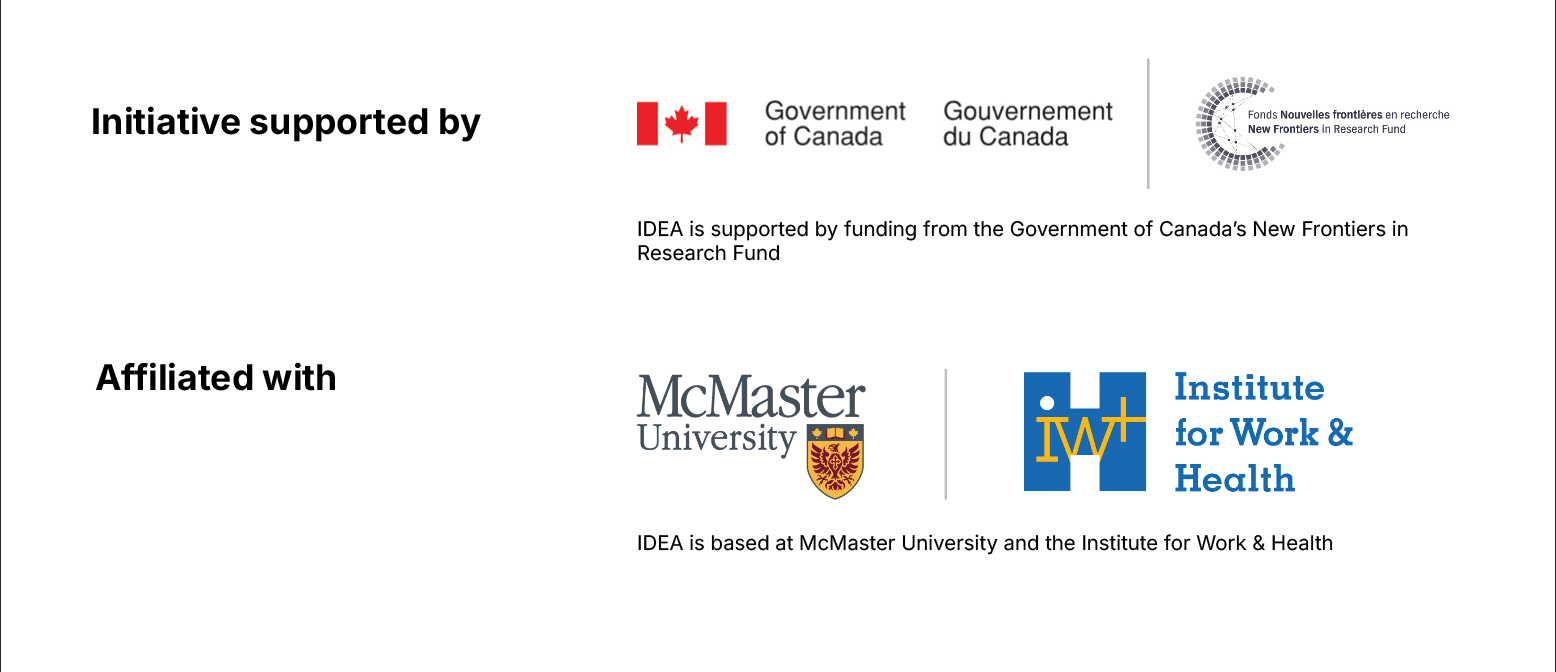 Initiative supported by
Government of Canada
Gouvernement du Canada
Fonds Nouvelles frontières en recherche
New Frontiers in Research Fund
IDEA is supported by funding from the Government of Canada’s New Frontiers in
Research Fund
Affiliated with
McMaster
University
iw+
Institute
for Work &
Health
IDEA is based at McMaster University and the Institute for Work & Health